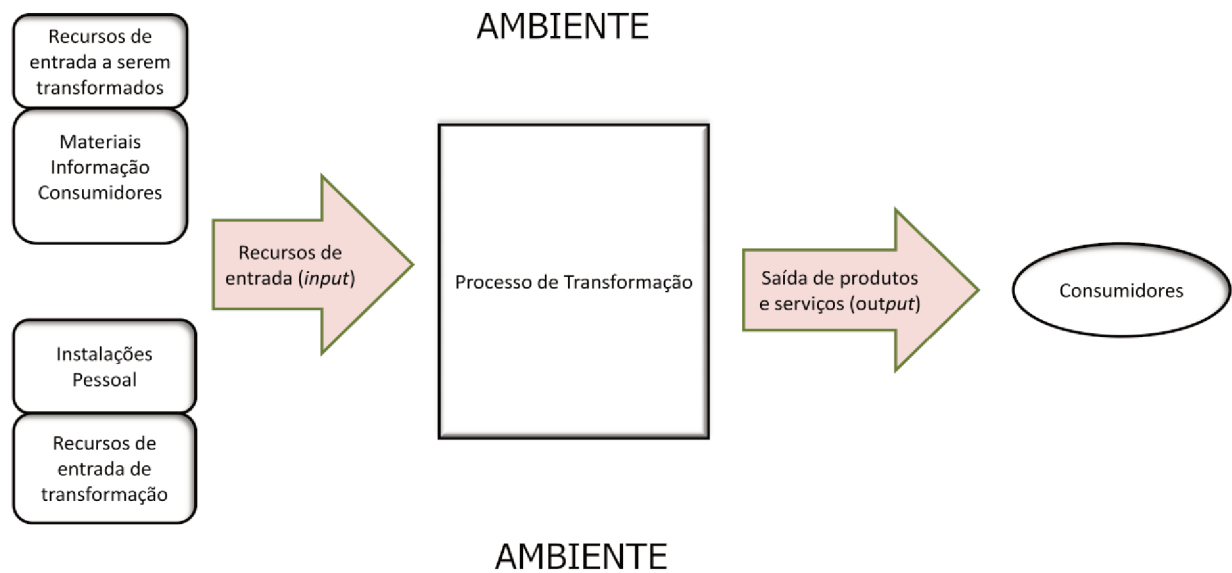 AMBIENTE
Recursos de
entrada a serem
transformados
Materiais
Informação
Consumidores
Recursos de
entrada (input)
Processo de Transformação
Saída de produtos
e serviços (output)
Consumidores
Instalações
Pessoal
Recursos de
entrada de
transformação
AMBIENTE